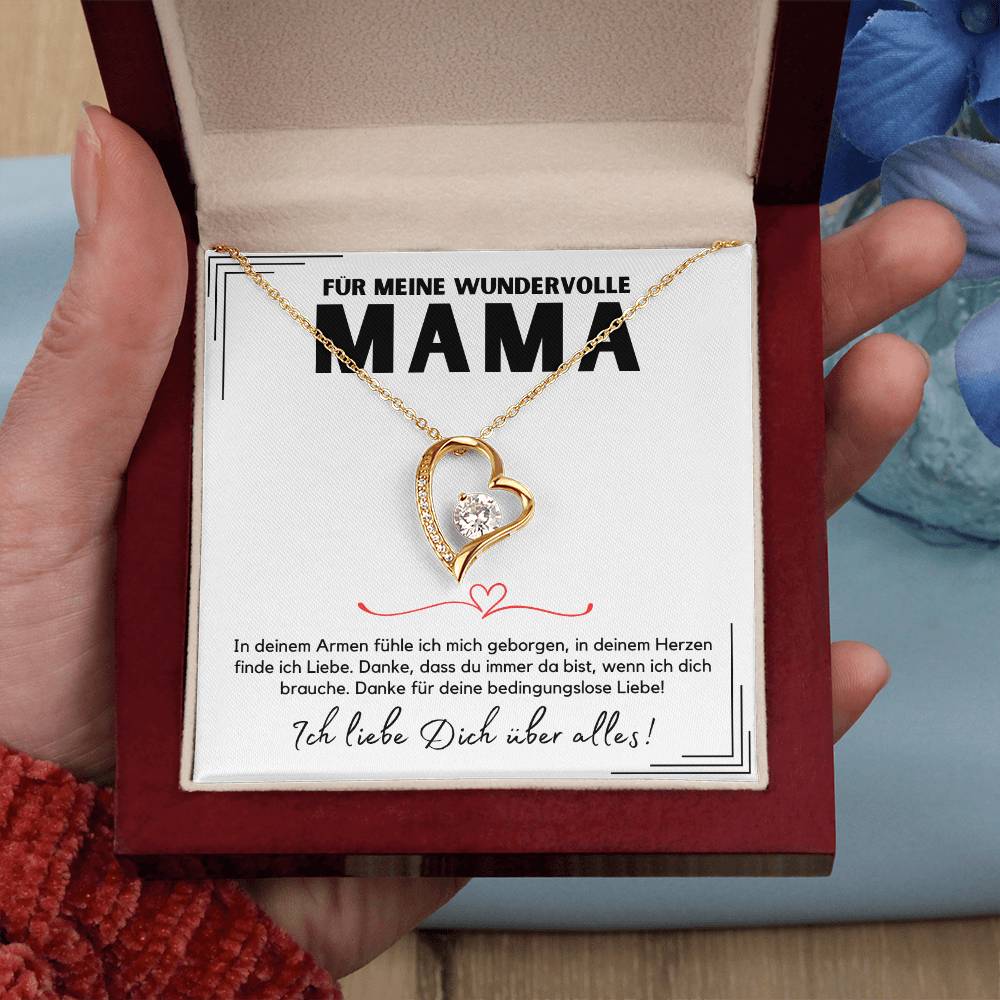 FÜR MEINE WUNDERVOLLE
MAMA
In deinem Armen fühle ich mich geborgen, in deinem Herzen
finde ich Liebe. Danke, dass du immer da bist, wenn ich dich
brauche. Danke für deine bedingungslose Liebe!
Ich liebe Dich über alles!